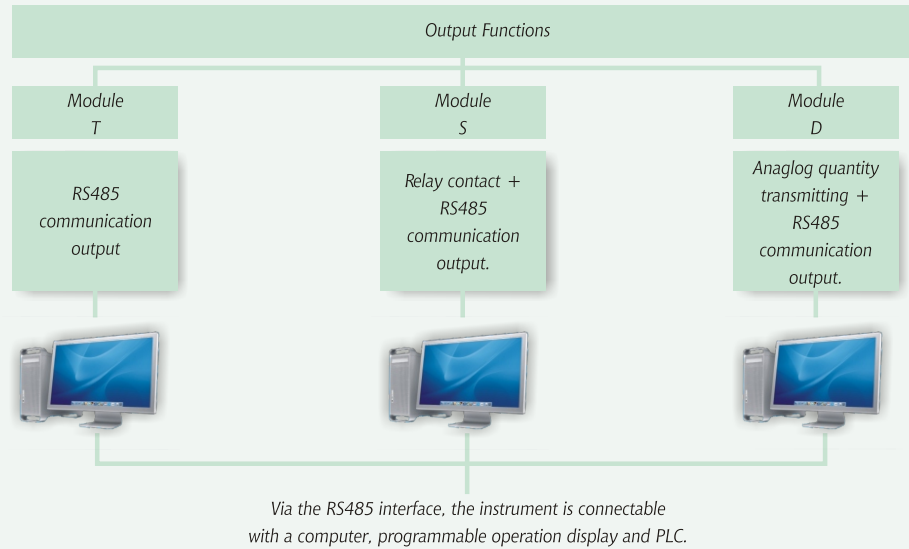 Output Functions
Module
T
RS485
communication
output
Module
S
Relay contact +
RS485
communication
output.
Module
D
Anaglog quantity
transmitting +
RS485
communication
output.
Via the RS485 interface, the instrument is connectable
with a computer, programmable operation display and PLC.